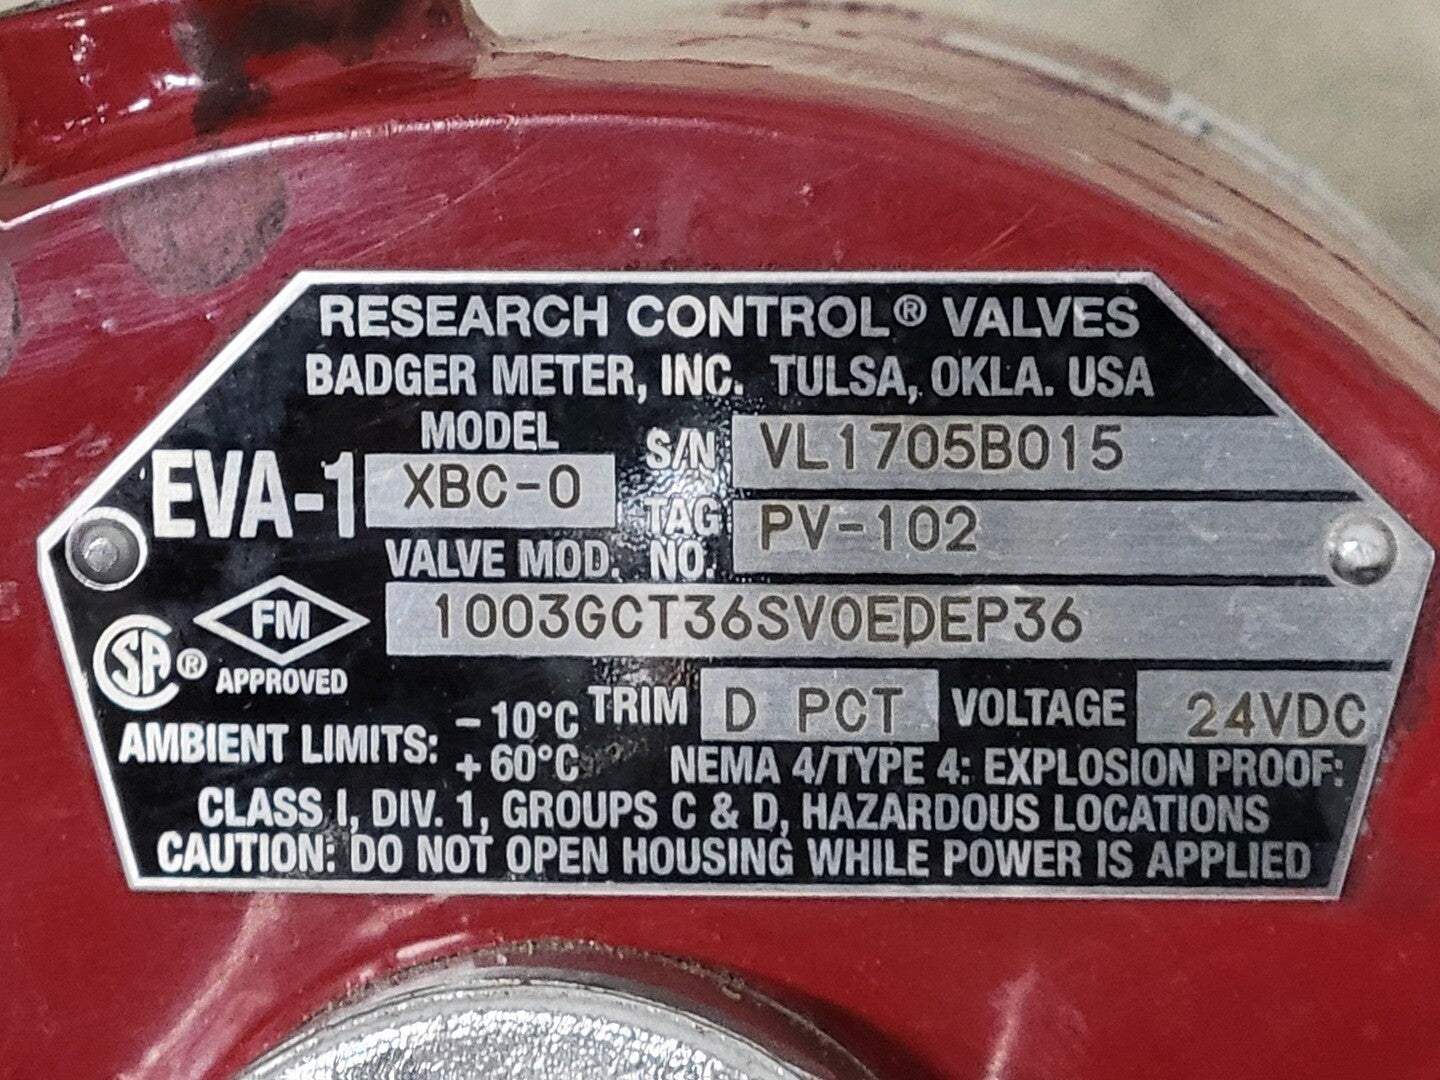 RESEARCH CONTROL® VALVES
BADGER METER, INC. TULSA, OKLA. USA
MODEL
EVA-1 XBC-0
S/N VL1705B015
TAG NO. PV-102
VALVE MOD.
1003GCT36SV0EDEP36
SA®
FM
APPROVED
TRIM D PCT VOLTAGE 24VDC
AMBIENT LIMITS: -10°C +60°C
NEMA 4/TYPE 4: EXPLOSION PROOF:
CLASS I, DIV. 1, GROUPS C & D, HAZARDOUS LOCATIONS
CAUTION: DO NOT OPEN HOUSING WHILE POWER IS APPLIED